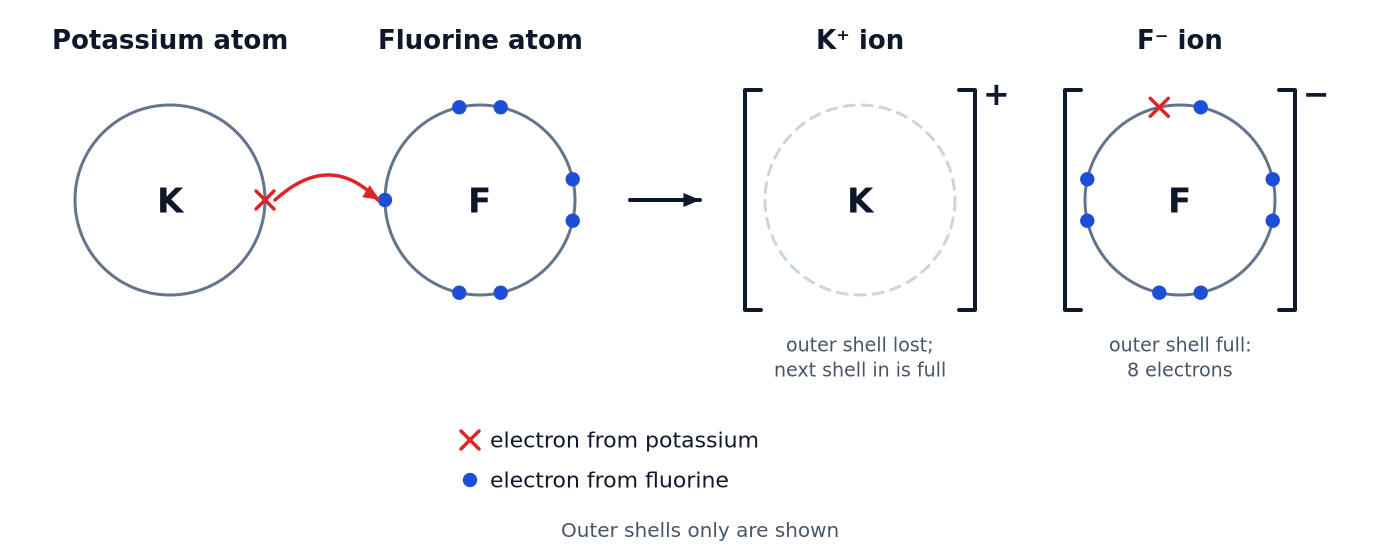 Potassium atom
Fluorine atom
K⁺ ion
F⁻ ion
K
F
K
+
F
−
outer shell lost;
next shell in is full
outer shell full:
8 electrons
electron from potassium
electron from fluorine
Outer shells only are shown